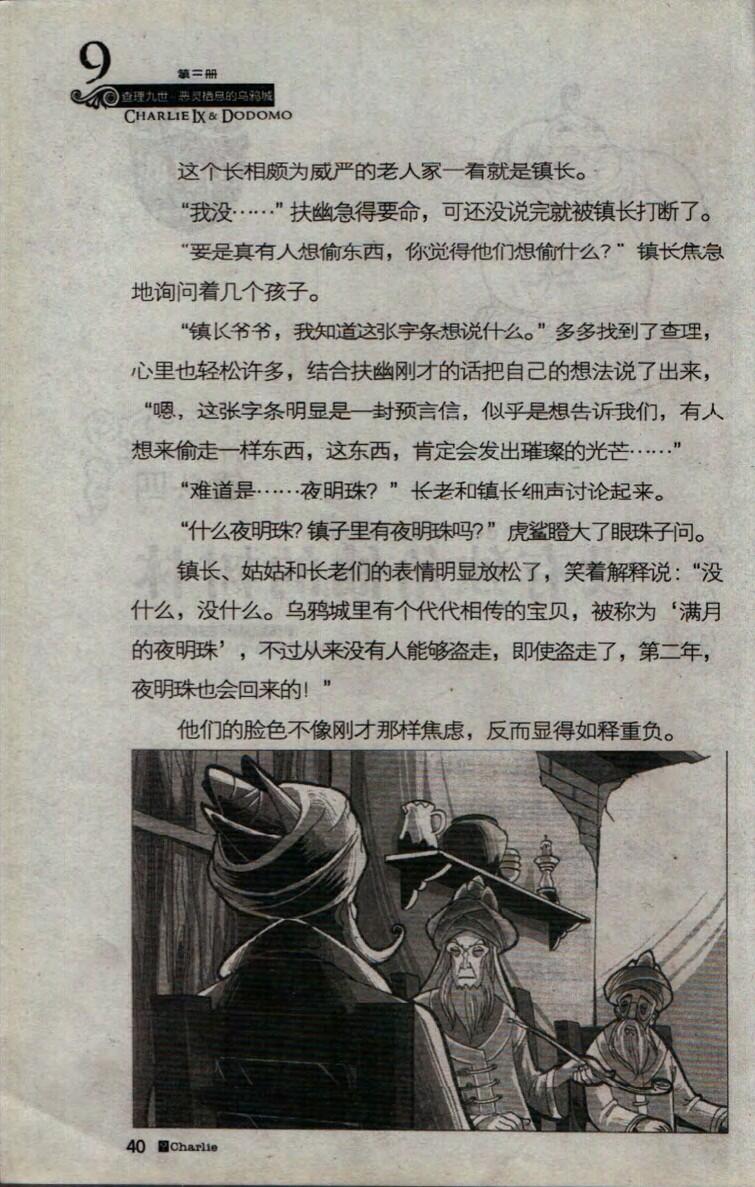 9
第二册
查理九世·恶灵栖息的乌鸦城
CHARLIE IX & DODOMO
这个长相颇为威严的老人家一看就是镇长。
“我没……”扶幽急得要命，可还没说完就被镇长打断了。
“要是真有人想偷东西，你觉得他们想偷什么？”镇长焦急
地询问着几个孩子。
“镇长爷爷，我知道这张字条想说什么。”多多找到了查理，
心里也轻松许多，结合扶幽刚才的话把自己的想法说了出来，
“嗯，这张字条明显是一封预言信，似乎是想告诉我们，有人
想来偷走一样东西，这东西，肯定会发出璀璨的光芒……”
“难道是……夜明珠？”长老和镇长细声讨论起来。
“什么夜明珠？镇子里有夜明珠吗？”虎鲨瞪大了眼珠子问。
镇长、姑姑和长老们的表情明显放松了，笑着解释说：“没
什么，没什么。乌鸦城里有个代代相传的宝贝，被称为‘满月
的夜明珠’，不过从来没有人能够盗走，即使盗走了，第二年，
夜明珠也会回来的！”
他们的脸色不像刚才那样焦虑，反而显得如释重负。
40 Charlie